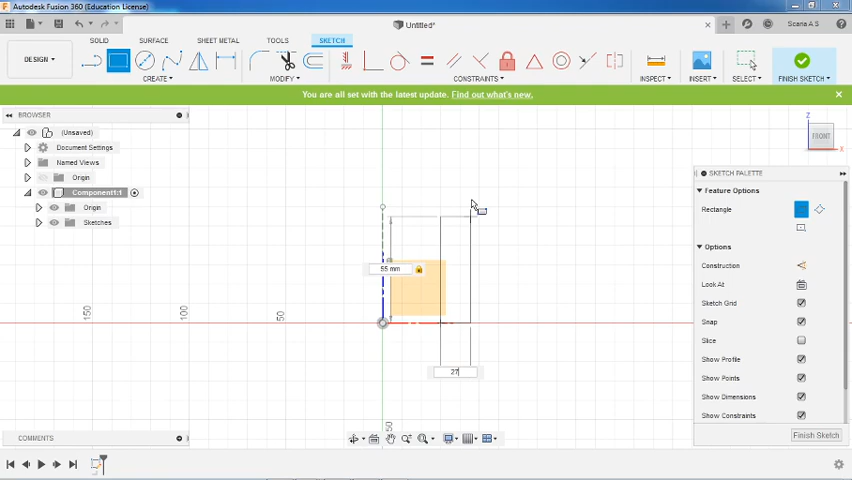 Autodesk Fusion 360 (Education License)
Untitled*
Scaria A S
DESIGN
SOLID
SURFACE
SHEET METAL
TOOLS
SKETCH
CREATE
MODIFY
CONSTRAINTS
INSPECT
INSERT
SELECT
FINISH SKETCH
You are all set with the latest update. Find out what's new.
BROWSER
(Unsaved)
Document Settings
Named Views
Origin
Component1:1
Origin
Sketches
150
100
50
50
55 mm
27
Z
FRONT
X
SKETCH PALETTE
Feature Options
Rectangle
Options
Construction
Look At
Sketch Grid
Snap
Slice
Show Profile
Show Points
Show Dimensions
Show Constraints
Finish Sketch
COMMENTS